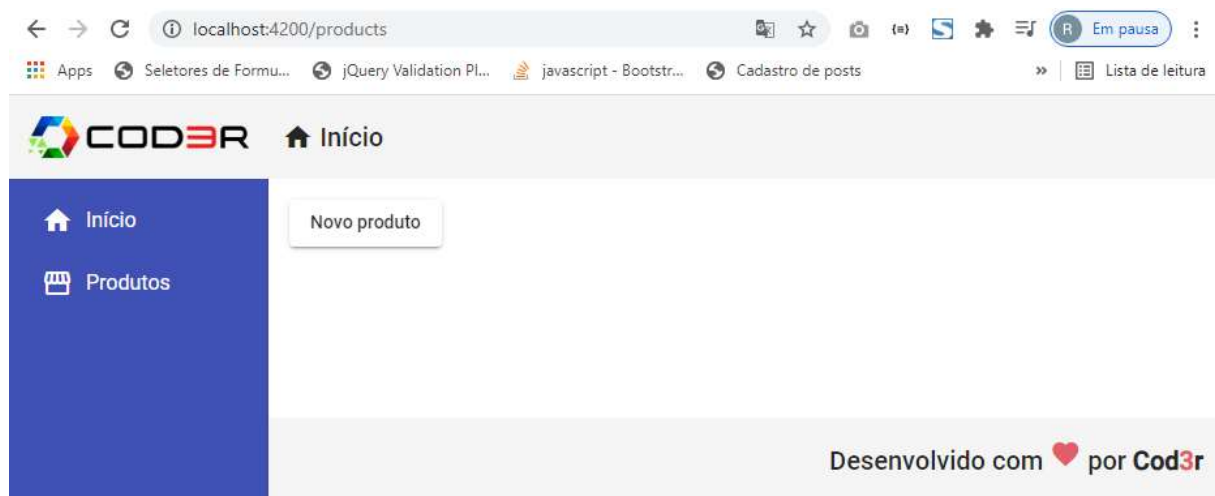 localhost:4200/products
R Em pausa
Apps Seletores de Formu... jQuery Validation Pl... javascript - Bootstr... Cadastro de posts » Lista de leitura
COD3R Início
Início
Novo produto
Produtos
Desenvolvido com por Cod3r